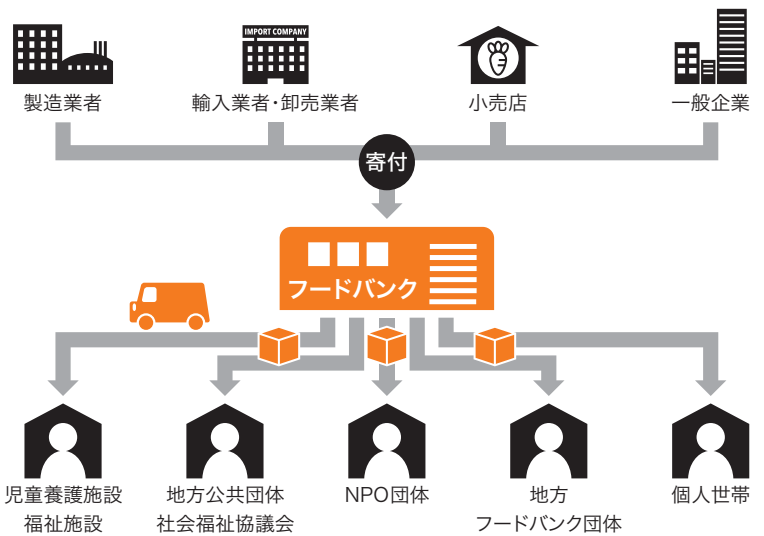 IMPORT COMPANY
製造業者
輸入業者・卸売業者
小売店
一般企業
寄付
フードバンク
児童養護施設
福祉施設
地方公共団体
社会福祉協議会
NPO団体
地方
フードバンク団体
個人世帯